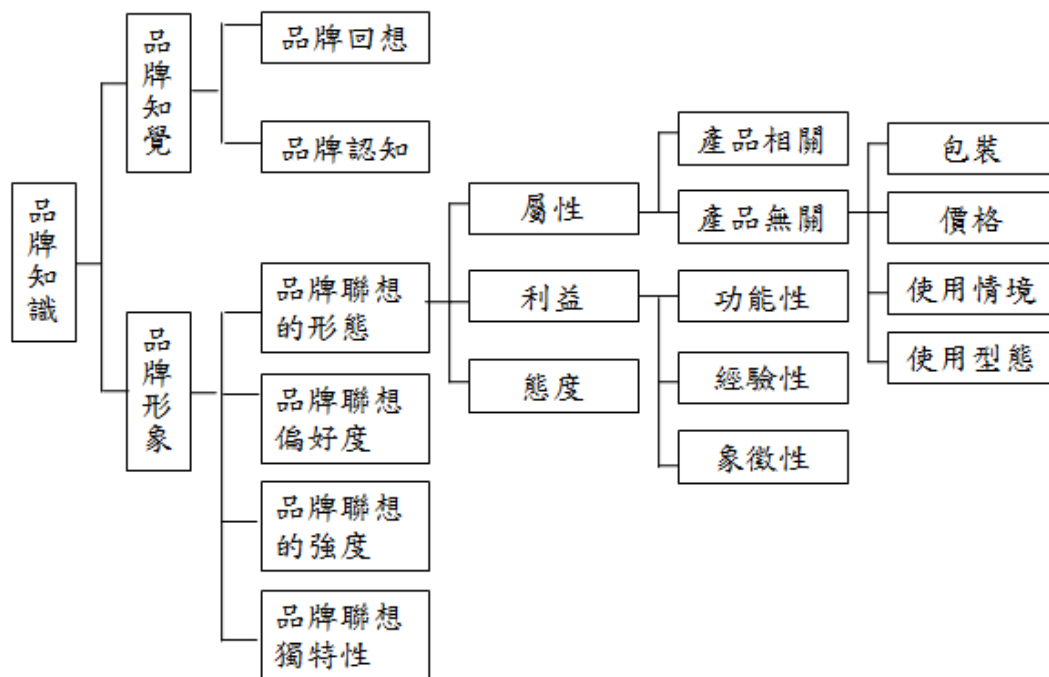 品牌知識
品牌知覺
品牌形象
品牌回想
品牌認知
品牌聯想
的形態
品牌聯想
偏好度
品牌聯想
的強度
品牌聯想
獨特性
屬性
利益
態度
產品相關
產品無關
功能性
經驗性
象徵性
包裝
價格
使用情境
使用型態